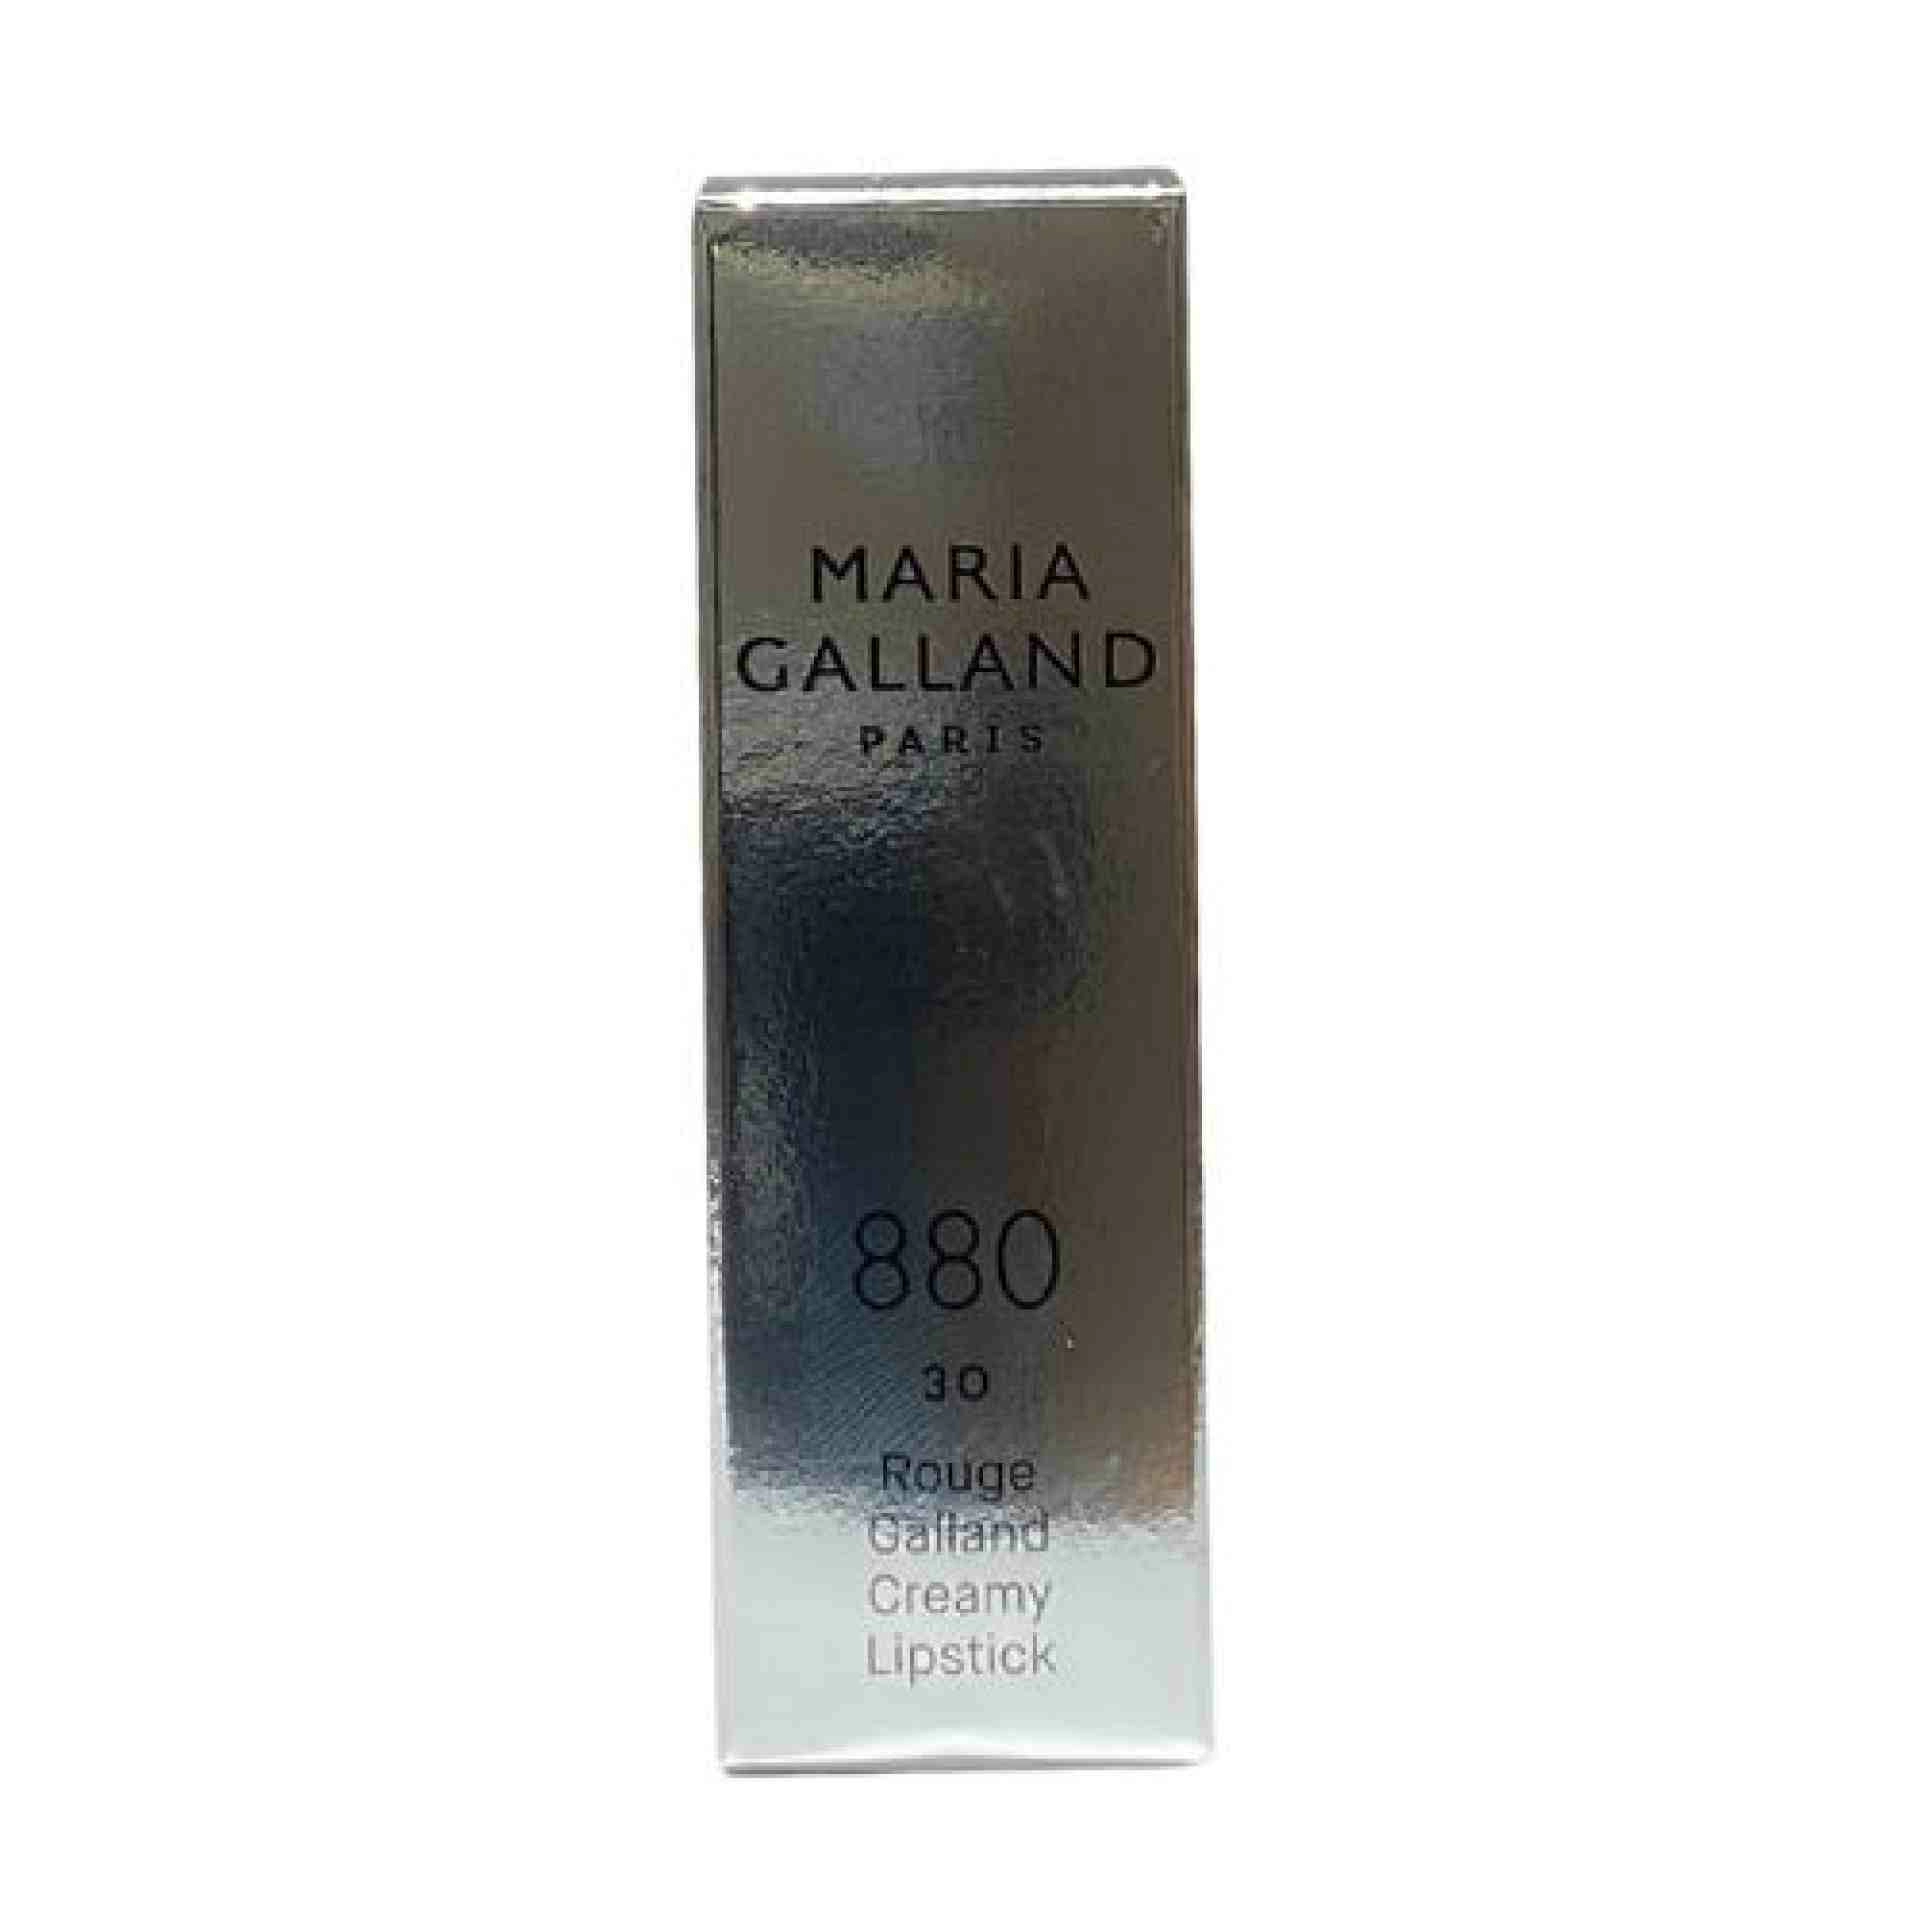 MARIA
GALLAND
PARIS
880
30
Rouge
Galland
Creamy
Lipstick